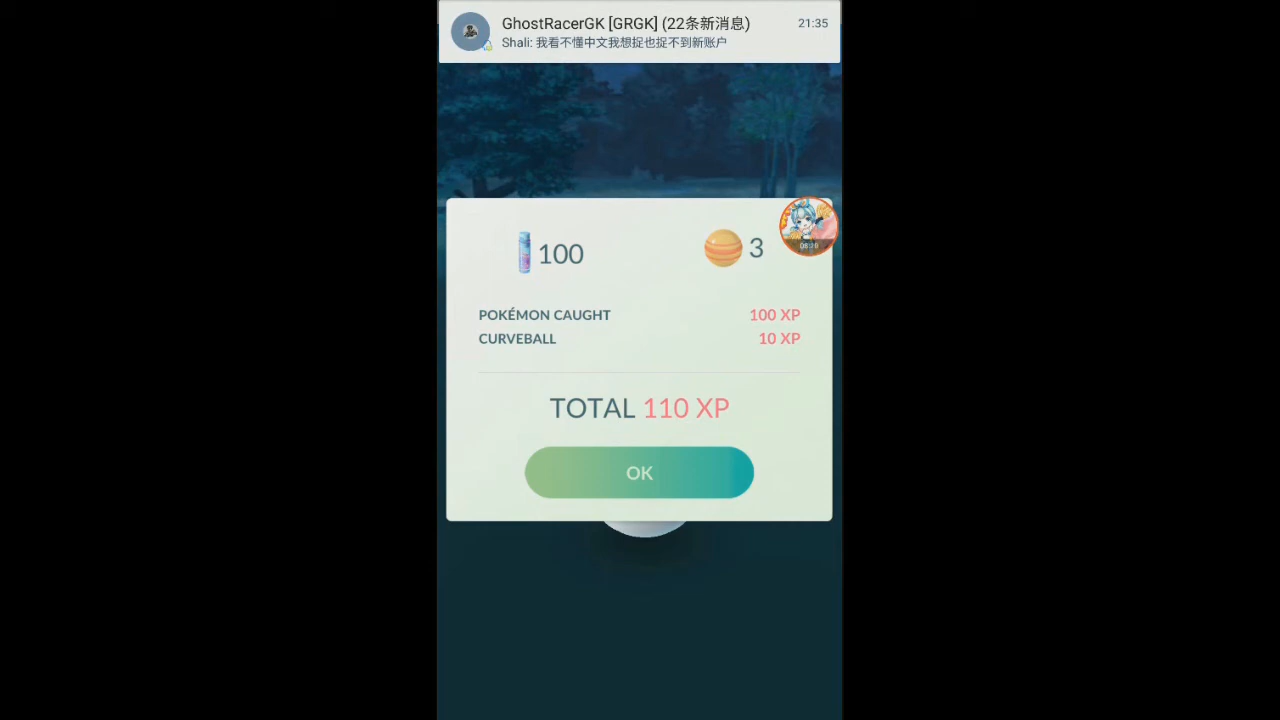 GhostRacerGK [GRGK] (22条新消息)
21:35
Shali: 我看不懂中文我想捉也捉不到新账户
100
3
POKÉMON CAUGHT 100 XP
CURVEBALL 10 XP
TOTAL 110 XP
OK